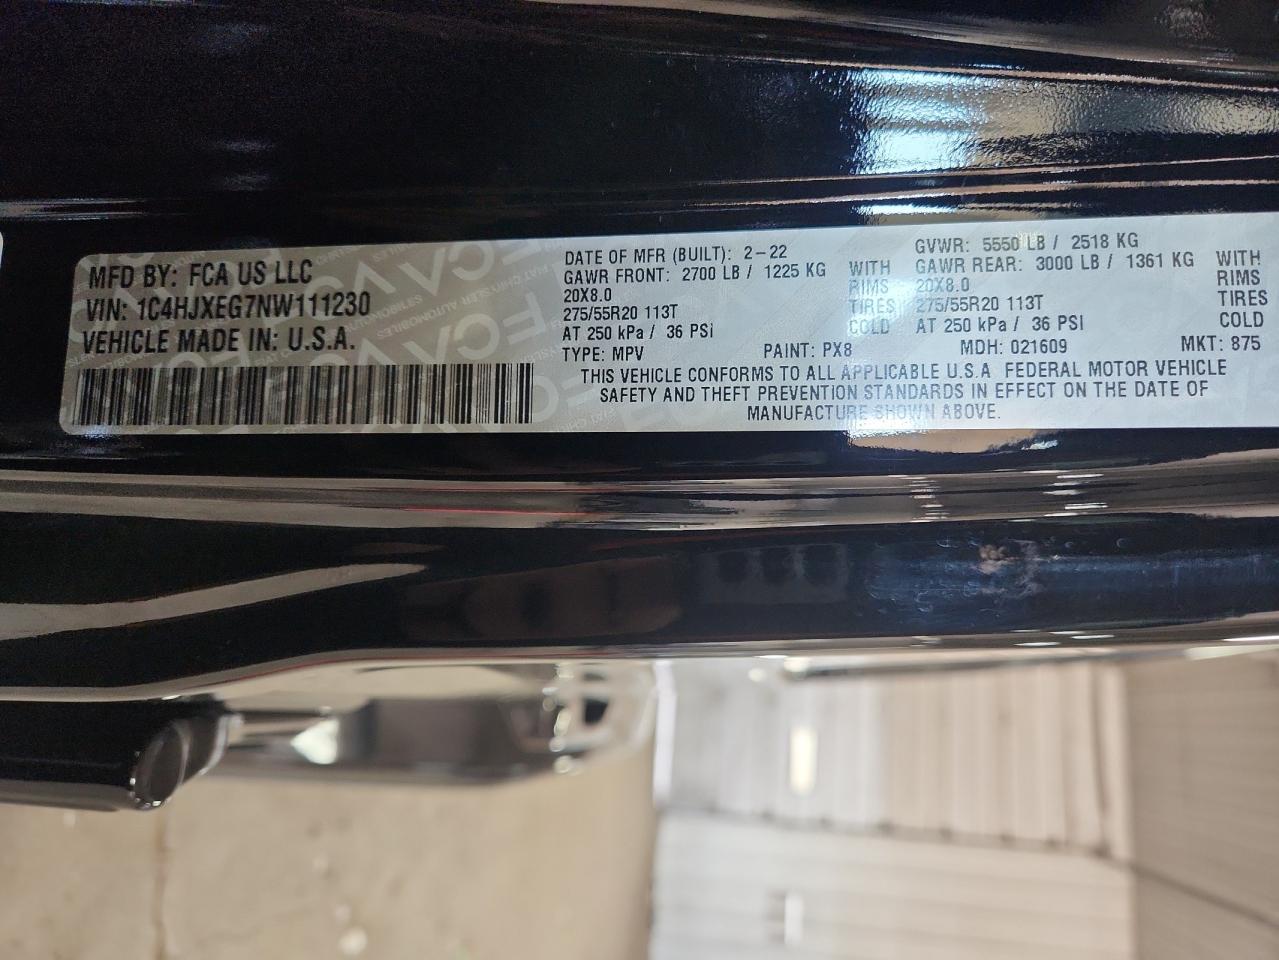 MFD BY: FCA US LLC
VIN: 1C4HJXEG7NW111230
VEHICLE MADE IN: U.S.A.
DATE OF MFR (BUILT): 2-22 GVWR: 5550 LB / 2518 KG
GAWR FRONT: 2700 LB / 1225 KG WITH GAWR REAR: 3000 LB / 1361 KG WITH
20X8.0 RIMS 20X8.0 RIMS
275/55R20 113T TIRES 275/55R20 113T TIRES
AT 250 kPa / 36 PSi COLD AT 250 kPa / 36 PSI COLD
TYPE: MPV PAINT: PX8 MDH: 021609 MKT: 875
THIS VEHICLE CONFORMS TO ALL APPLICABLE U.S.A. FEDERAL MOTOR VEHICLE
SAFETY AND THEFT PREVENTION STANDARDS IN EFFECT ON THE DATE OF
MANUFACTURE SHOWN ABOVE.